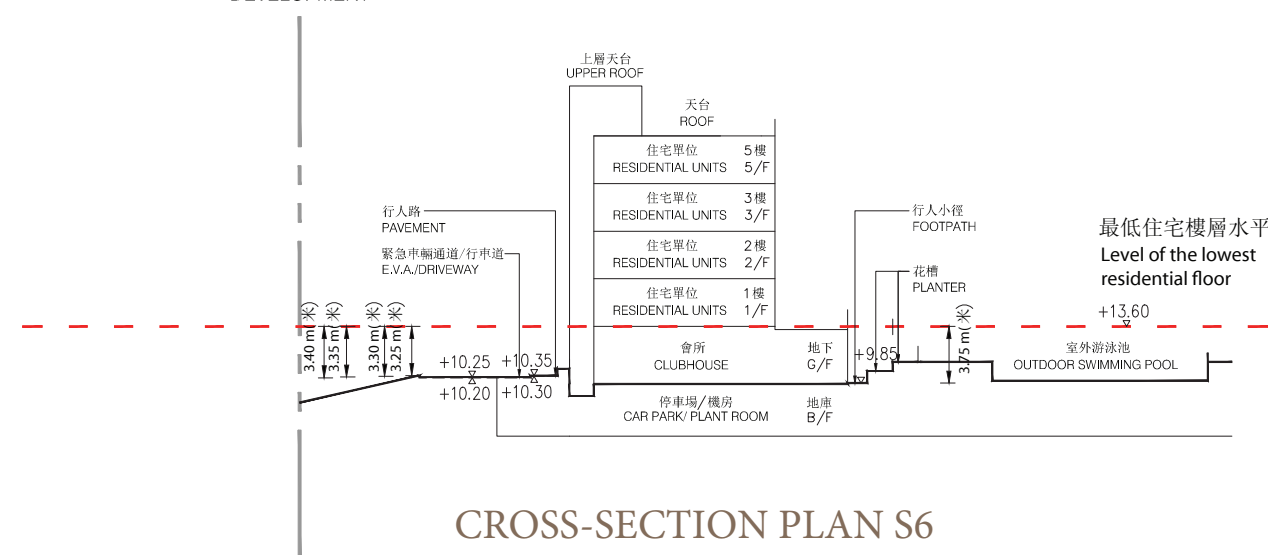 上層天台
UPPER ROOF
天台
ROOF
住宅單位 5樓
RESIDENTIAL UNITS 5/F
住宅單位 3樓
RESIDENTIAL UNITS 3/F
住宅單位 2樓
RESIDENTIAL UNITS 2/F
住宅單位 1樓
RESIDENTIAL UNITS 1/F
行人路
PAVEMENT
緊急車輛通道/行車道
E.V.A./DRIVEWAY
行人小徑
FOOTPATH
花槽
PLANTER
最低住宅樓層水平
Level of the lowest
residential floor
+13.60
3.40 m(米)
3.35 m(米)
3.30 m(米)
3.25 m(米)
+10.25 +10.35
+10.20 +10.30
會所 地下
CLUBHOUSE G/F
+9.85
3.75 m(米)
室外游泳池
OUTDOOR SWIMMING POOL
停車場/機房 地庫
CAR PARK/ PLANT ROOM B/F
CROSS-SECTION PLAN S6